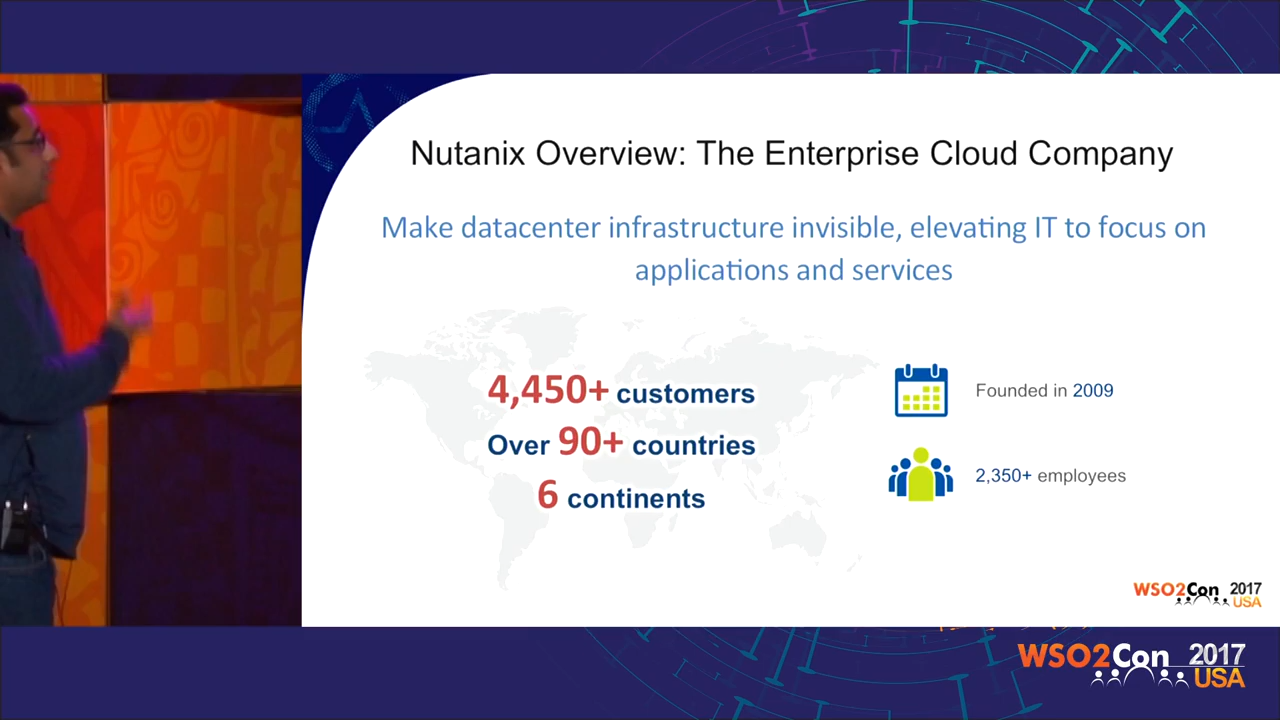 Nutanix Overview: The Enterprise Cloud Company
Make datacenter infrastructure invisible, elevating IT to focus on
applications and services
4,450+ customers
Over 90+ countries
6 continents
Founded in 2009
2,350+ employees
WSO2Con 2017
USA
WSO2Con 2017
USA